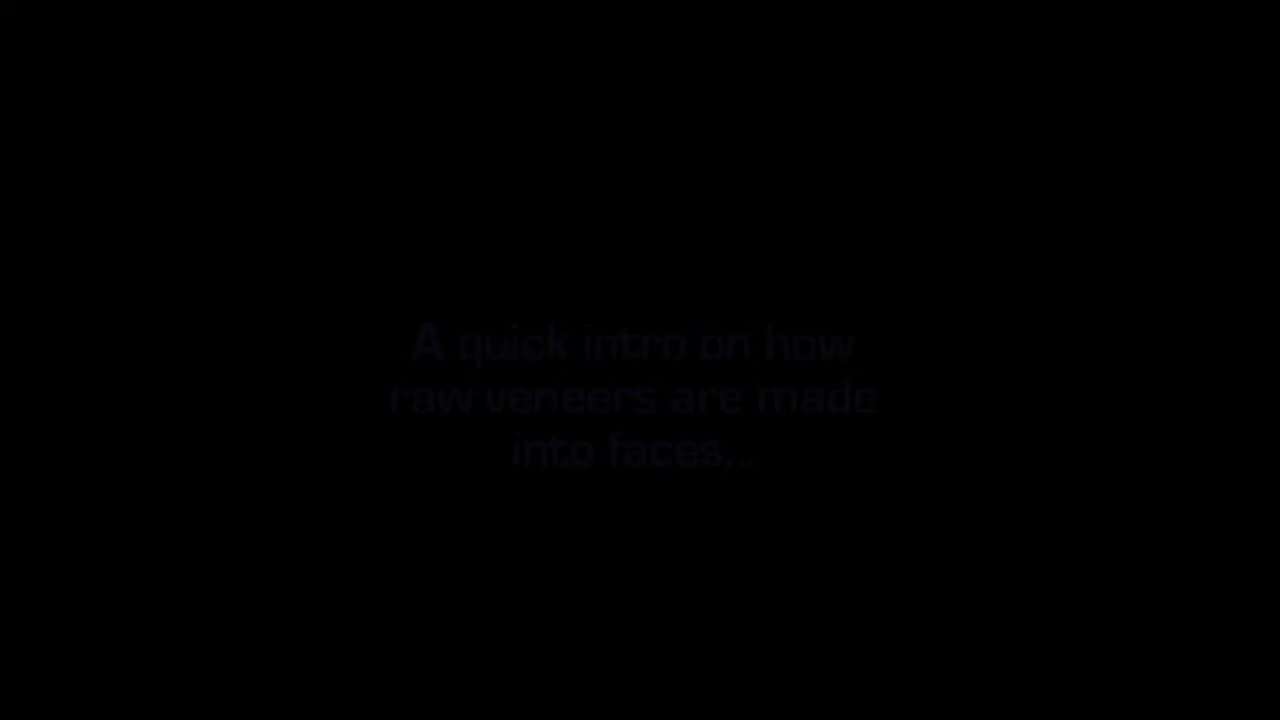 A quick intro on how
raw veneers are made
into faces....